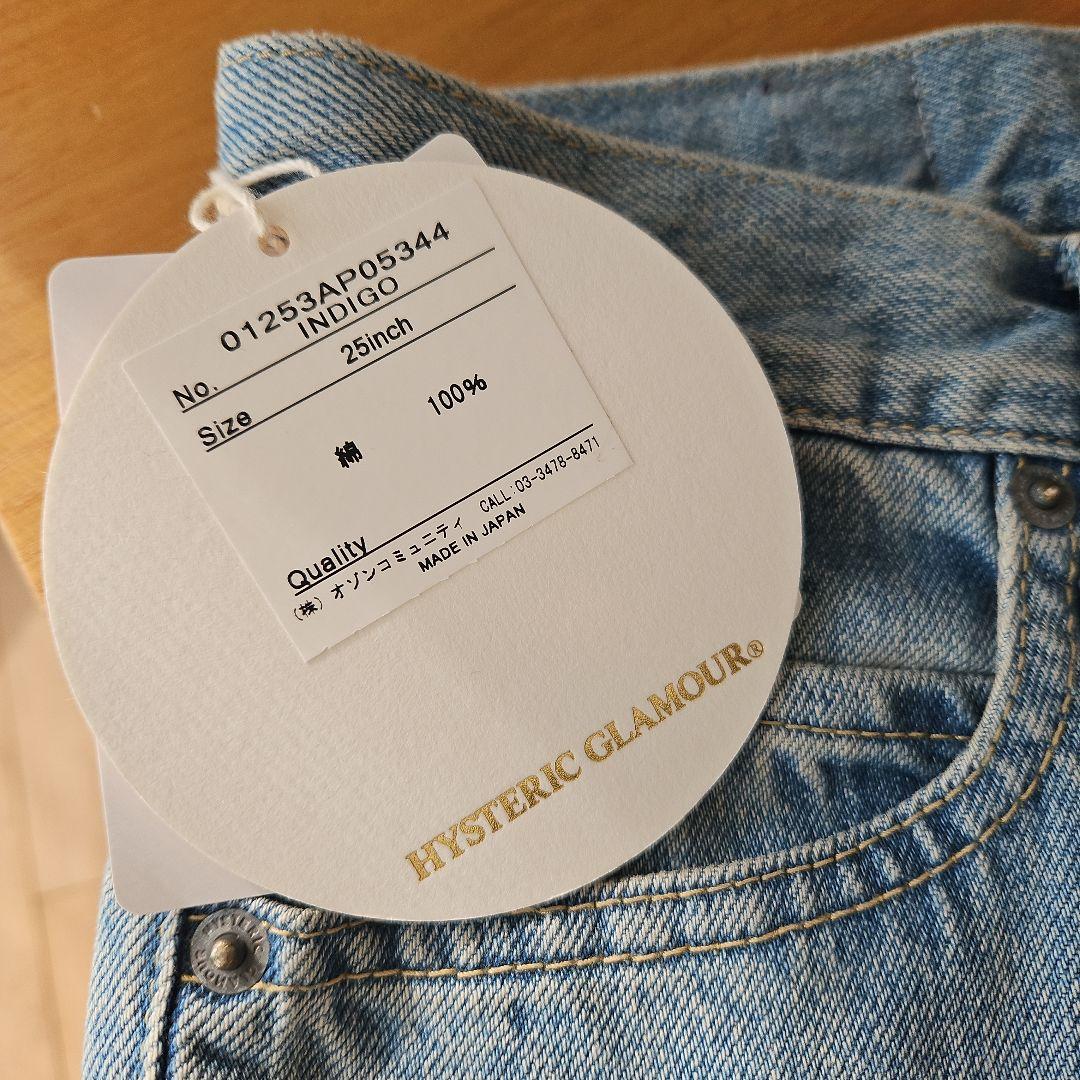 No. 01253AP05344
INDIGO
Size 25inch
綿 100%
Quality
(株) オゾンコミュニティ CALL:03-3478-8471
MADE IN JAPAN
HYSTERIC GLAMOUR®